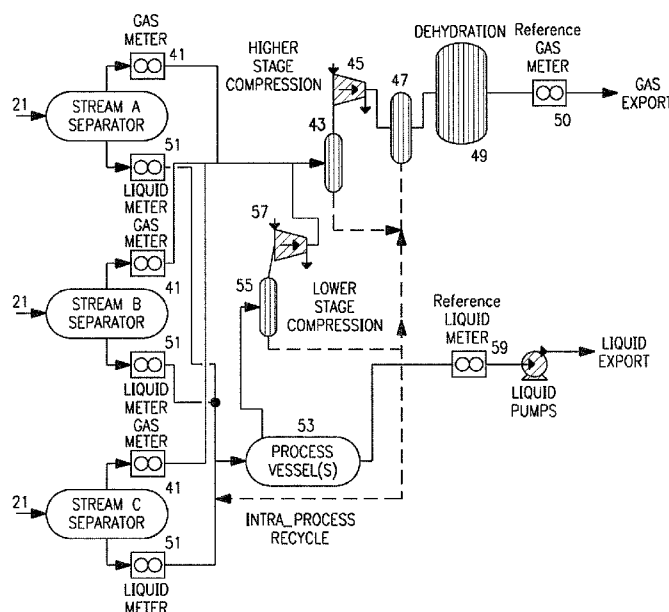 GAS
METER
41
21
STREAM A
SEPARATOR
51
LIQUID
METER
GAS
METER
41
21
STREAM B
SEPARATOR
51
LIQUID
METER
GAS
METER
41
21
STREAM C
SEPARATOR
51
LIQUID
METER
HIGHER
STAGE
COMPRESSION
45
43
47
DEHYDRATION
49
Reference
GAS
METER
50
GAS
EXPORT
57
55
LOWER
STAGE
COMPRESSION
53
PROCESS
VESSEL(S)
INTRA_PROCESS
RECYCLE
Reference
LIQUID
METER
59
LIQUID
PUMPS
LIQUID
EXPORT